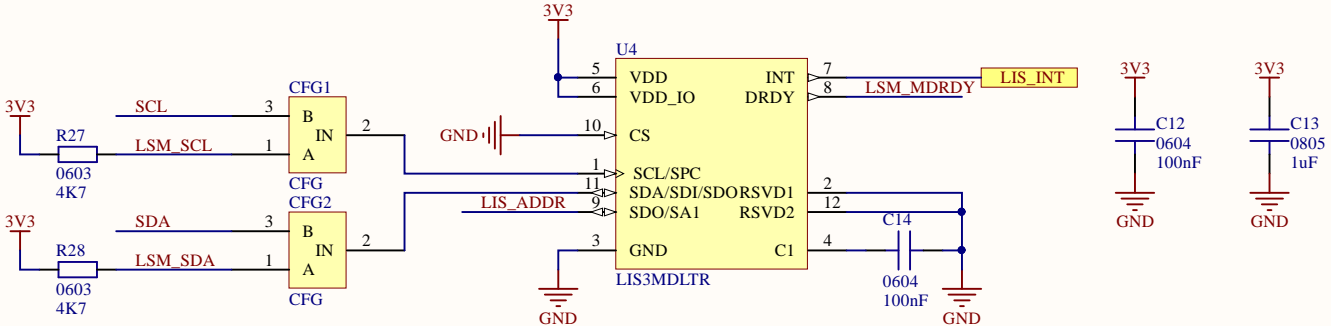 3V3
R27
0603
4K7
SCL
LSM_SCL
3
1
CFG1
B
IN
A
CFG
2
3V3
R28
0603
4K7
SDA
LSM_SDA
3
1
CFG2
B
IN
A
CFG
2
3V3
GND
LIS_ADDR
GND
5
6
10
1
11
9
3
U4
VDD
VDD_IO
CS
SCL/SPC
SDA/SDI/SDO
SDO/SA1
GND
INT
DRDY
RSVD1
RSVD2
C1
LIS3MDLTR
7
8
2
12
4
LIS_INT
LSM_MDRDY
C14
0604
100nF
GND
3V3
C12
0604
100nF
GND
3V3
C13
0805
1uF
GND